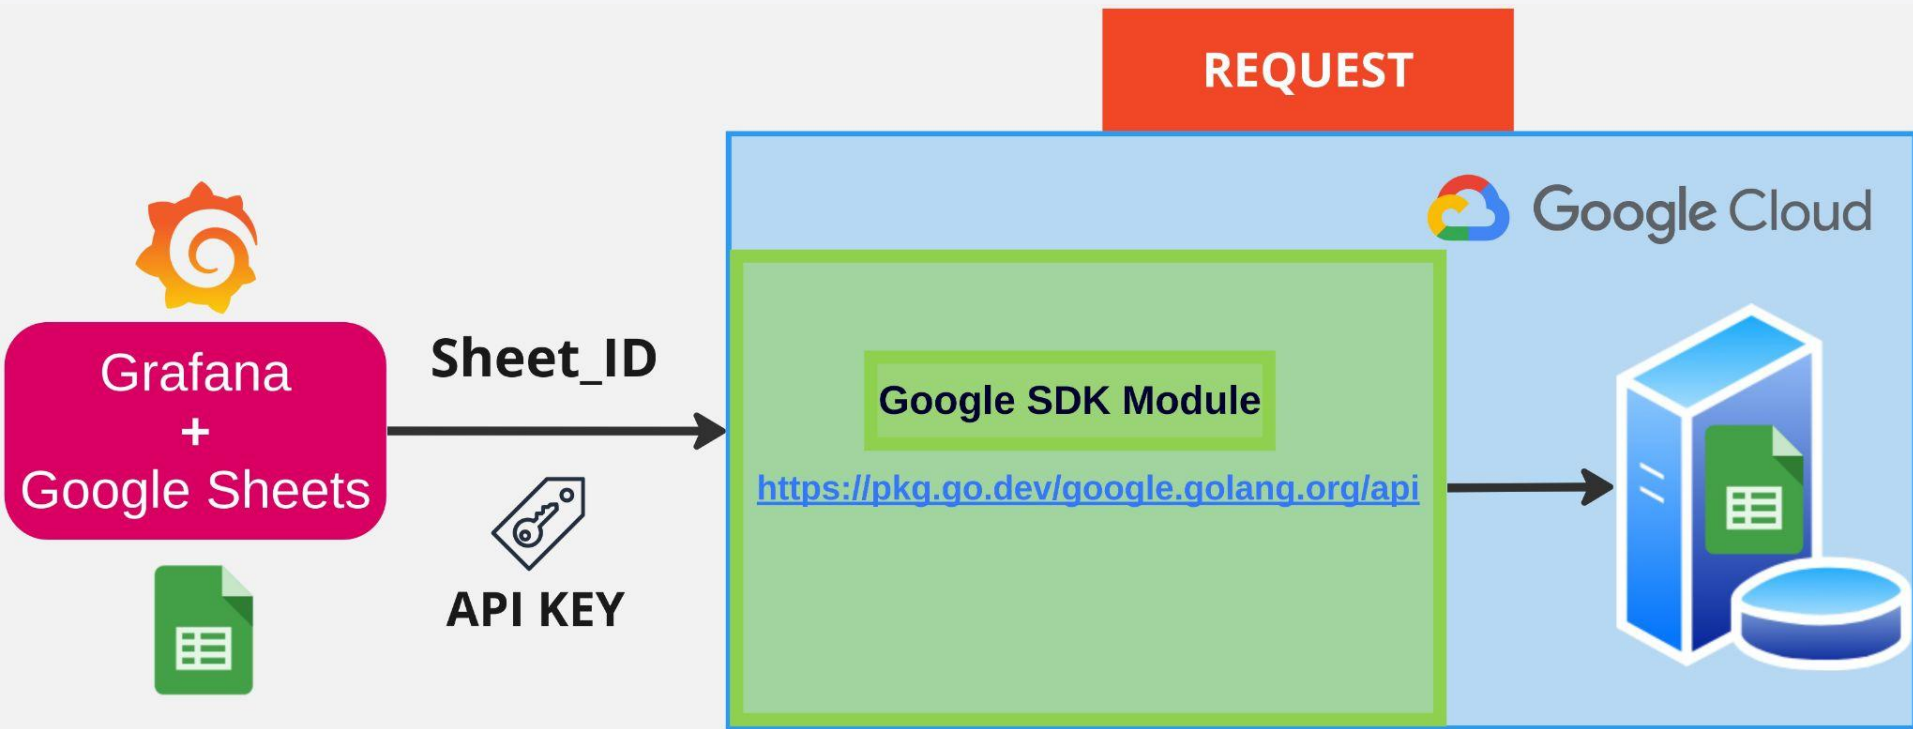 REQUEST
Google Cloud
Grafana
+
Google Sheets
Sheet_ID
API KEY
Google SDK Module
https://pkg.go.dev/google.golang.org/api